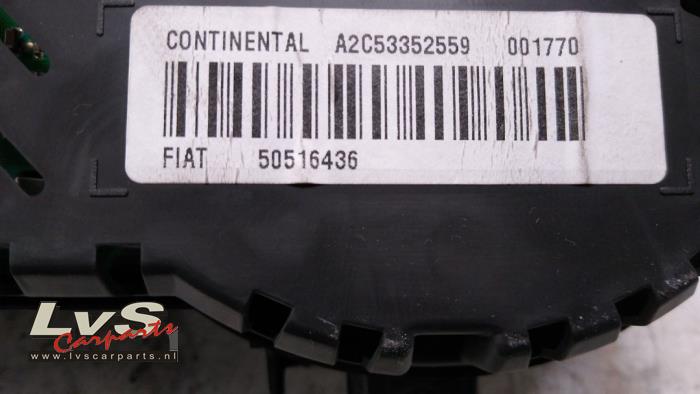 CONTINENTAL A2C53352559 001770
FIAT 50516436
LvS
Carparts
www.lvscarparts.nl